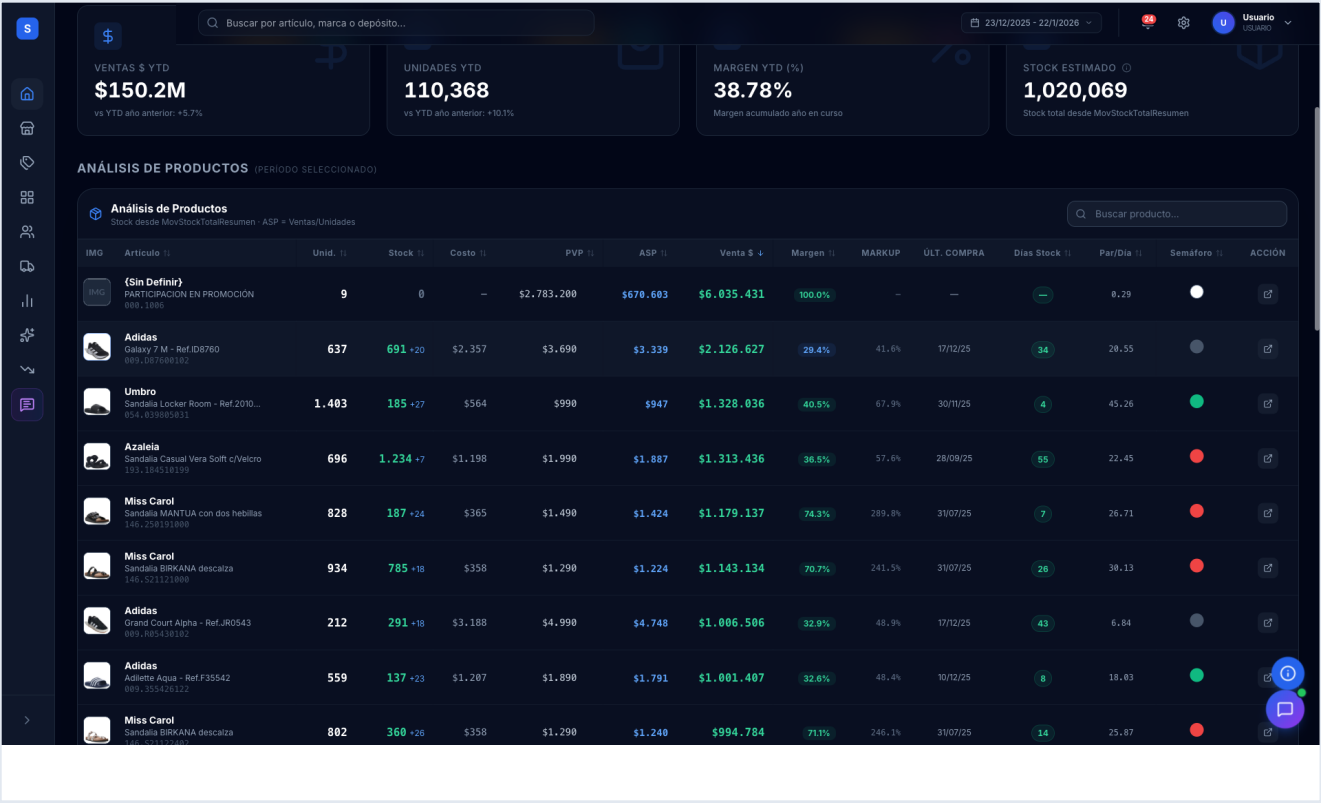 S
Buscar por artículo, marca o depósito...
23/12/2025 - 22/1/2026
24
U
Usuario
USUARIO
$
VENTAS $ YTD
$150.2M
vs YTD año anterior: +5.7%
UNIDADES YTD
110,368
vs YTD año anterior: +10.1%
MARGEN YTD (%)
38.78%
Margen acumulado año en curso
STOCK ESTIMADO
1,020,069
Stock total desde MovStockTotalResumen
ANÁLISIS DE PRODUCTOS (PERÍODO SELECCIONADO)
Análisis de Productos
Stock desde MovStockTotalResumen · ASP = Ventas/Unidades
Buscar producto...
IMG Artículo Unid. Stock Costo PVP ASP Venta $ ↓ Margen MARKUP ÚLT. COMPRA Días Stock Par/Día Semáforo ACCIÓN
IMG
{Sin Definir}
PARTICIPACION EN PROMOCIÓN
000.1006
9 0 — $2.783.200 $670.603 $6.035.431 100.0% – — — 0.29
Adidas
Galaxy 7 M - Ref.ID8760
009.D87600102
637 691 +20 $2.357 $3.690 $3.339 $2.126.627 29.4% 41.6% 17/12/25 34 20.55
Umbro
Sandalia Locker Room - Ref.2010...
054.039805031
1.403 185 +27 $564 $990 $947 $1.328.036 40.5% 67.9% 30/11/25 4 45.26
Azaleia
Sandalia Casual Vera Solft c/Velcro
193.184510199
696 1.234 +7 $1.198 $1.990 $1.887 $1.313.436 36.5% 57.6% 28/09/25 55 22.45
Miss Carol
Sandalia MANTUA con dos hebillas
146.250191000
828 187 +24 $365 $1.490 $1.424 $1.179.137 74.3% 289.8% 31/07/25 7 26.71
Miss Carol
Sandalia BIRKANA descalza
146.521121000
934 785 +18 $358 $1.290 $1.224 $1.143.134 70.7% 241.5% 31/07/25 26 30.13
Adidas
Grand Court Alpha - Ref.JR0543
009.R05430102
212 291 +18 $3.188 $4.990 $4.748 $1.006.506 32.9% 48.9% 17/12/25 43 6.84
Adidas
Adilette Aqua - Ref.F35542
009.355426122
559 137 +23 $1.207 $1.890 $1.791 $1.001.407 32.6% 48.4% 10/12/25 8 18.03
Miss Carol
Sandalia BIRKANA descalza
146.521122402
802 360 +26 $358 $1.290 $1.240 $994.784 71.1% 246.1% 31/07/25 14 25.87